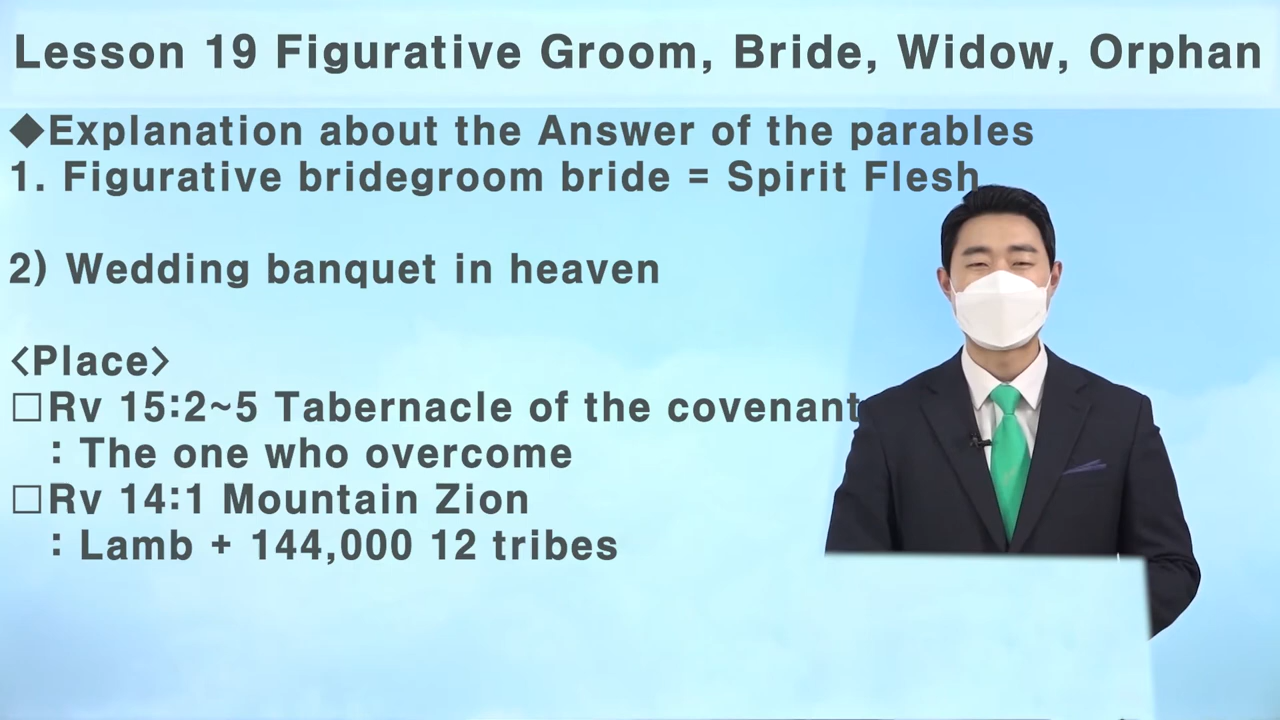 Lesson 19 Figurative Groom, Bride, Widow, Orphan
◆Explanation about the Answer of the parables
1. Figurative bridegroom bride = Spirit Flesh
2) Wedding banquet in heaven
<Place>
□Rv 15:2~5 Tabernacle of the covenant
: The one who overcome
□Rv 14:1 Mountain Zion
: Lamb + 144,000 12 tribes